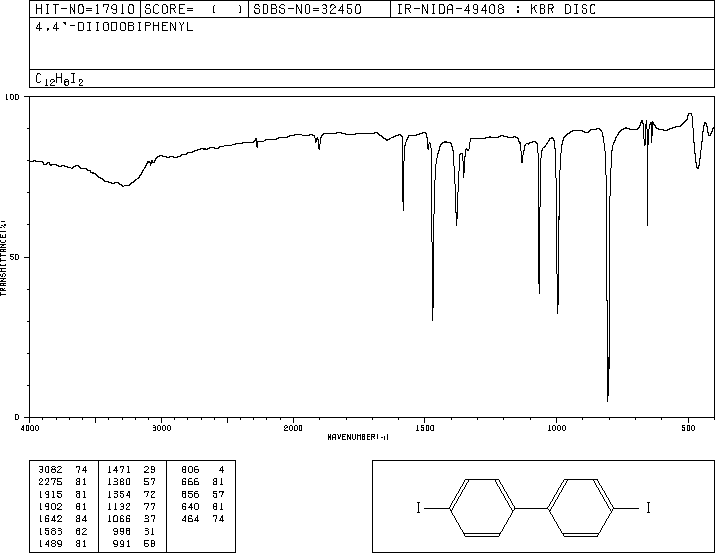 HIT-NO=17910 SCORE= ( ) SDBS-NO=32450 IR-NIDA-49408 : KBR DISC
4,4'-DIIODOBIPHENYL
C12H8I2
100
50
0
TRANSMITTANCE(%)
4000 3000 2000 1500 1000 500
WAVENUMBER(-1)
3082 74 1471 29 806 4
2275 81 1380 57 666 81
1915 81 1354 72 656 57
1902 81 1132 77 640 81
1642 84 1066 37 464 74
1583 62 998 31
1489 81 991 68
I I